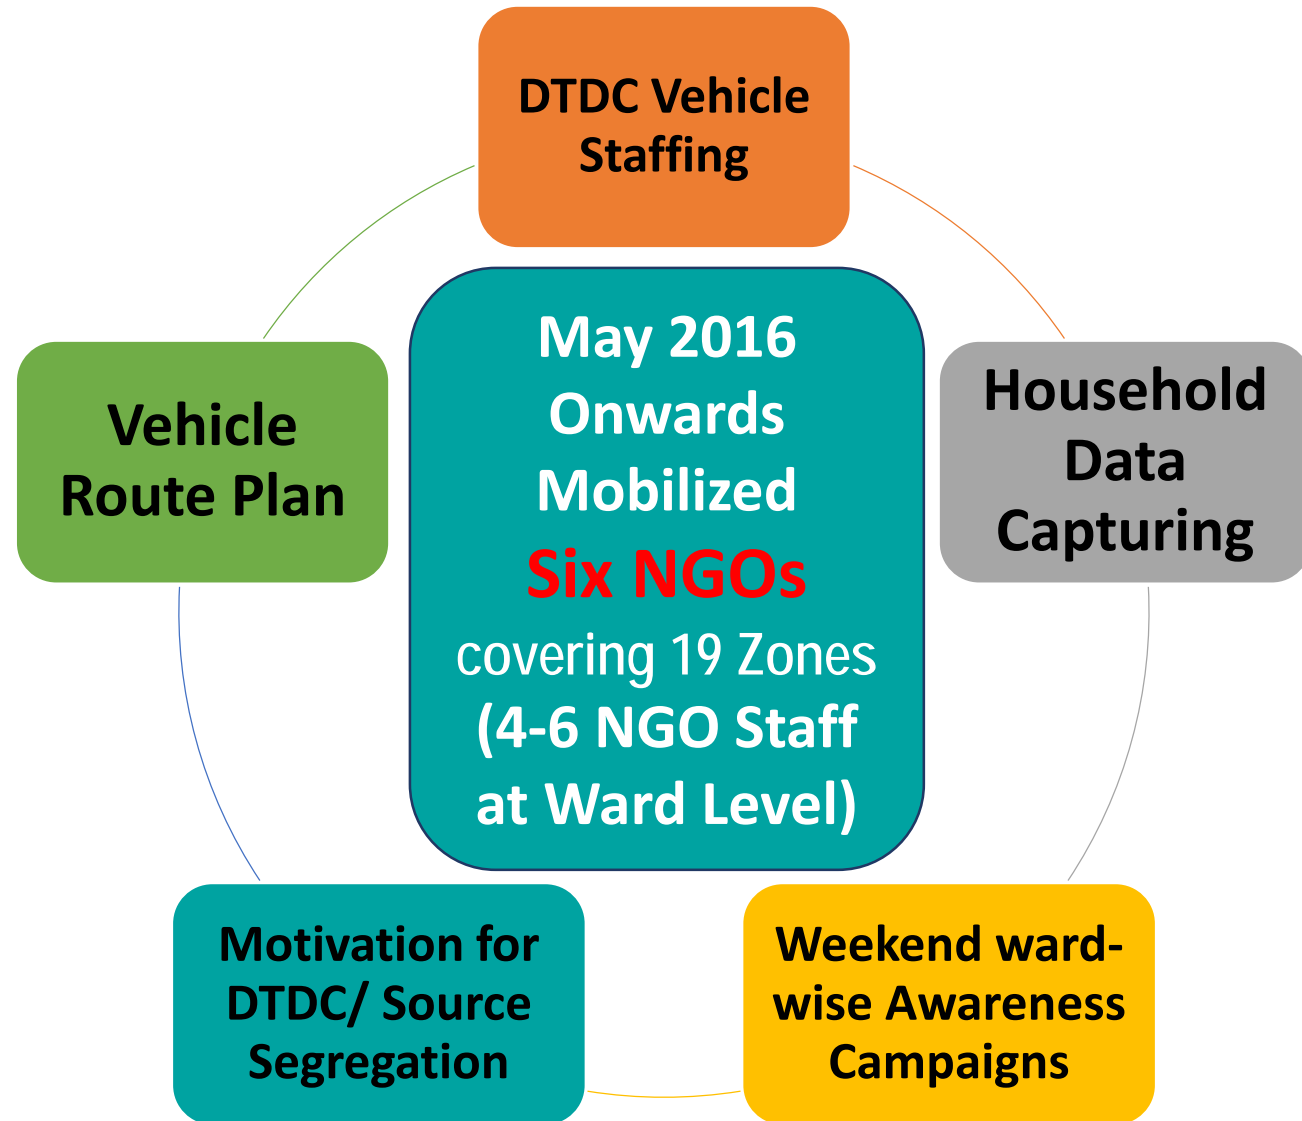 DTDC Vehicle
Staffing
May 2016
Onwards
Mobilized
Six NGOs
covering 19 Zones
(4-6 NGO Staff
at Ward Level)
Household
Data
Capturing
Weekend ward-
wise Awareness
Campaigns
Motivation for
DTDC/ Source
Segregation
Vehicle
Route Plan